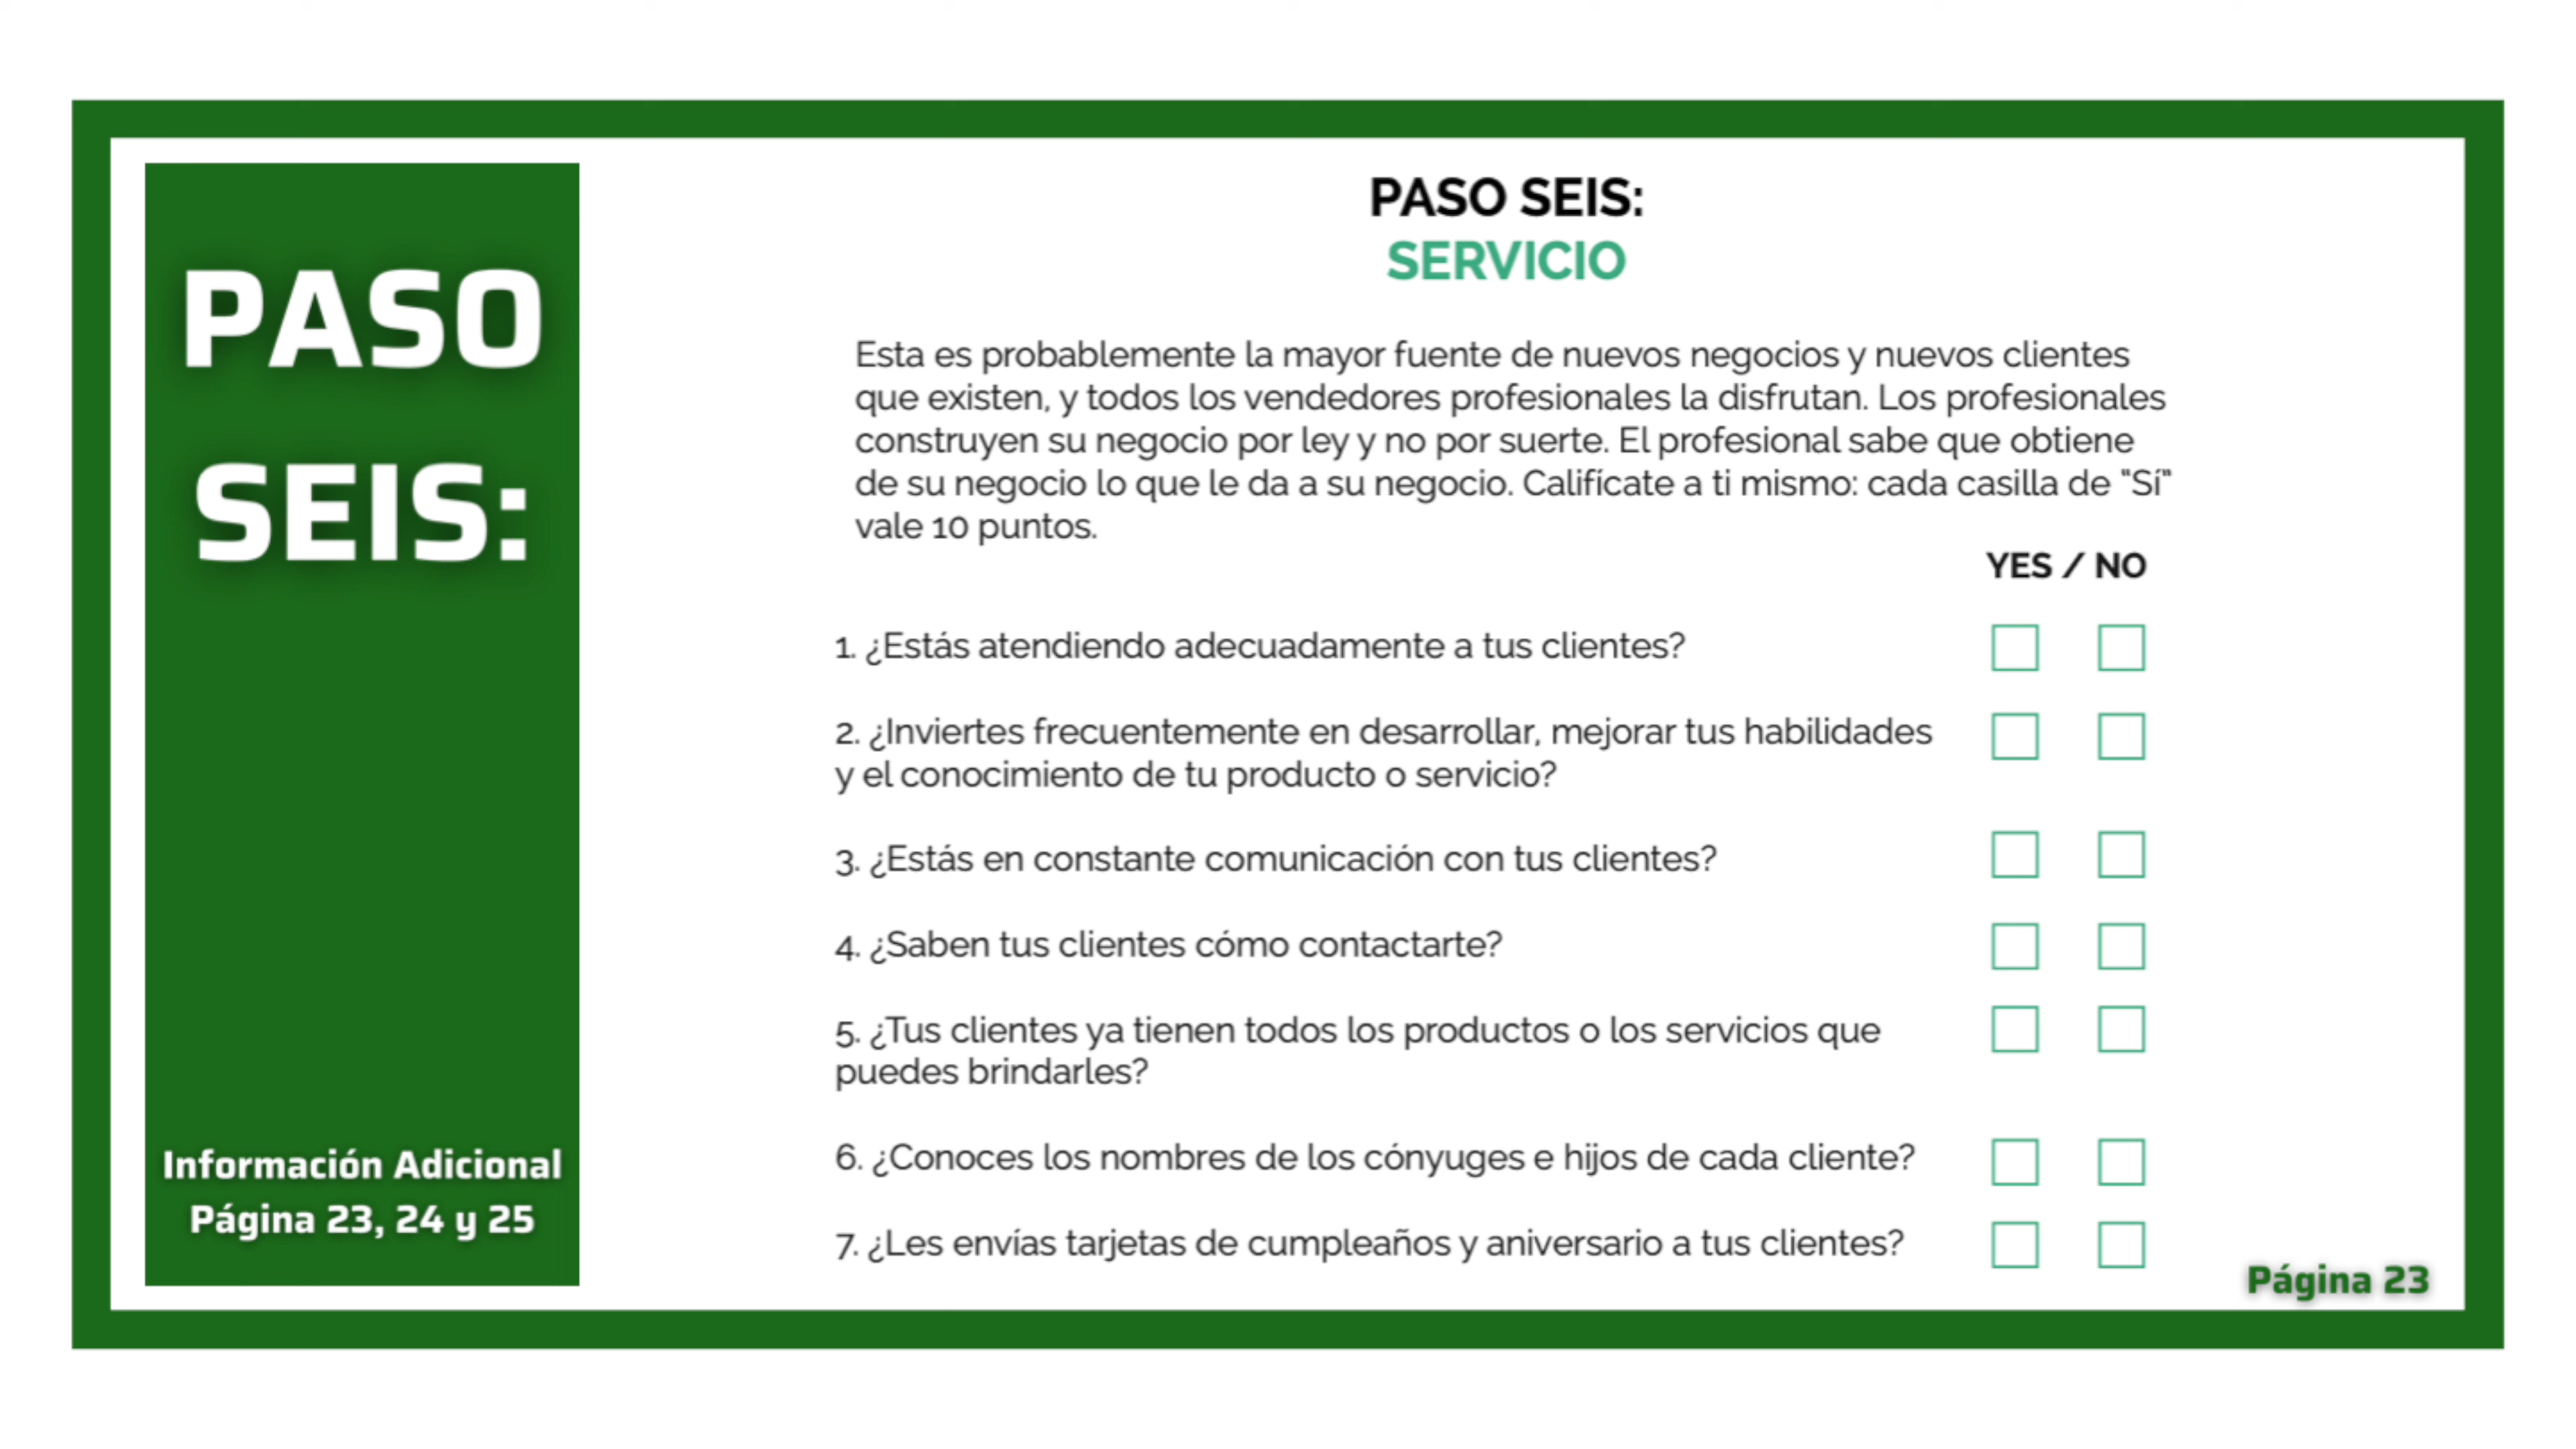 PASO
SEIS:
Información Adicional
Página 23, 24 y 25
PASO SEIS:
SERVICIO
Esta es probablemente la mayor fuente de nuevos negocios y nuevos clientes
que existen, y todos los vendedores profesionales la disfrutan. Los profesionales
construyen su negocio por ley y no por suerte. El profesional sabe que obtiene
de su negocio lo que le da a su negocio. Califícate a ti mismo: cada casilla de "Sí"
vale 10 puntos.
YES / NO
1. ¿Estás atendiendo adecuadamente a tus clientes?
2. ¿Inviertes frecuentemente en desarrollar, mejorar tus habilidades
y el conocimiento de tu producto o servicio?
3. ¿Estás en constante comunicación con tus clientes?
4. ¿Saben tus clientes cómo contactarte?
5. ¿Tus clientes ya tienen todos los productos o los servicios que
puedes brindarles?
6. ¿Conoces los nombres de los cónyuges e hijos de cada cliente?
7. ¿Les envías tarjetas de cumpleaños y aniversario a tus clientes?
Página 23